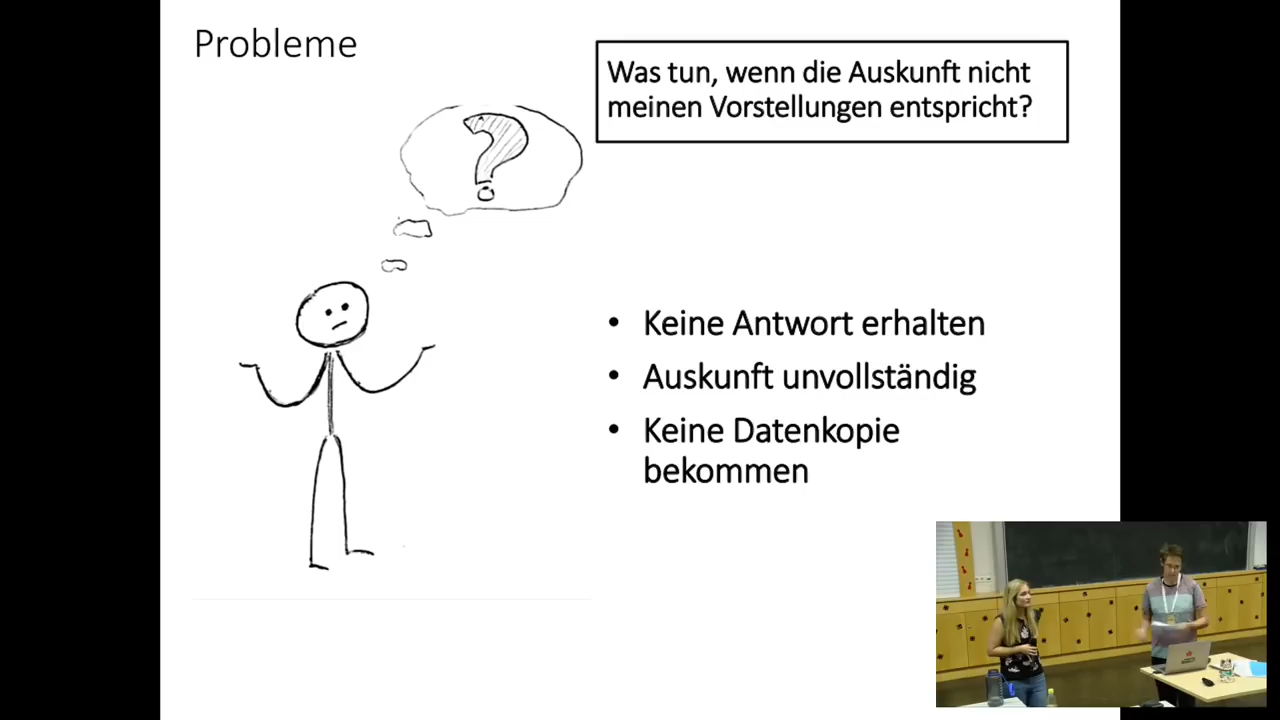 Probleme
Was tun, wenn die Auskunft nicht
meinen Vorstellungen entspricht?
?
• Keine Antwort erhalten
• Auskunft unvollständig
• Keine Datenkopie
bekommen